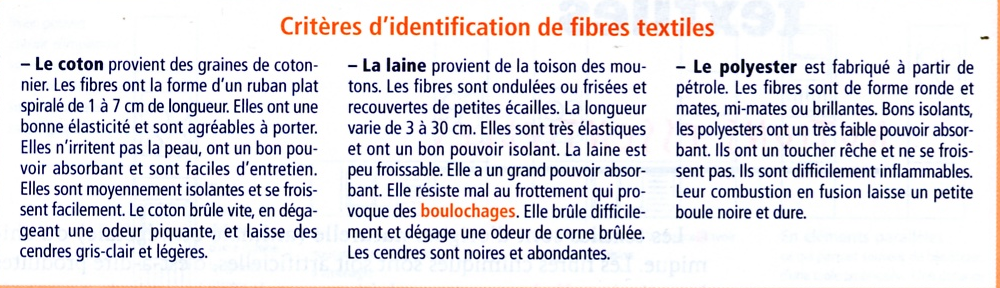 Critères d'identification de fibres textiles
– Le coton provient des graines de coton-
nier. Les fibres ont la forme d'un ruban plat
spiralé de 1 à 7 cm de longueur. Elles ont une
bonne élasticité et sont agréables à porter.
Elles n'irritent pas la peau, ont un bon pou-
voir absorbant et sont faciles d'entretien.
Elles sont moyennement isolantes et se frois-
sent facilement. Le coton brûle vite, en déga-
geant une odeur piquante, et laisse des
cendres gris-clair et légères.
– La laine provient de la toison des mou-
tons. Les fibres sont ondulées ou frisées et
recouvertes de petites écailles. La longueur
varie de 3 à 30 cm. Elles sont très élastiques
et ont un bon pouvoir isolant. La laine est
peu froissable. Elle a un grand pouvoir absor-
bant. Elle résiste mal au frottement qui pro-
voque des boulochages. Elle brûle difficile-
ment et dégage une odeur de corne brûlée.
Les cendres sont noires et abondantes.
– Le polyester est fabriqué à partir de
pétrole. Les fibres sont de forme ronde et
mates, mi-mates ou brillantes. Bons isolants,
les polyesters ont un très faible pouvoir absor-
bant. Ils ont un toucher rêche et ne se frois-
sent pas. Ils sont difficilement inflammables.
Leur combustion en fusion laisse un petite
boule noire et dure.